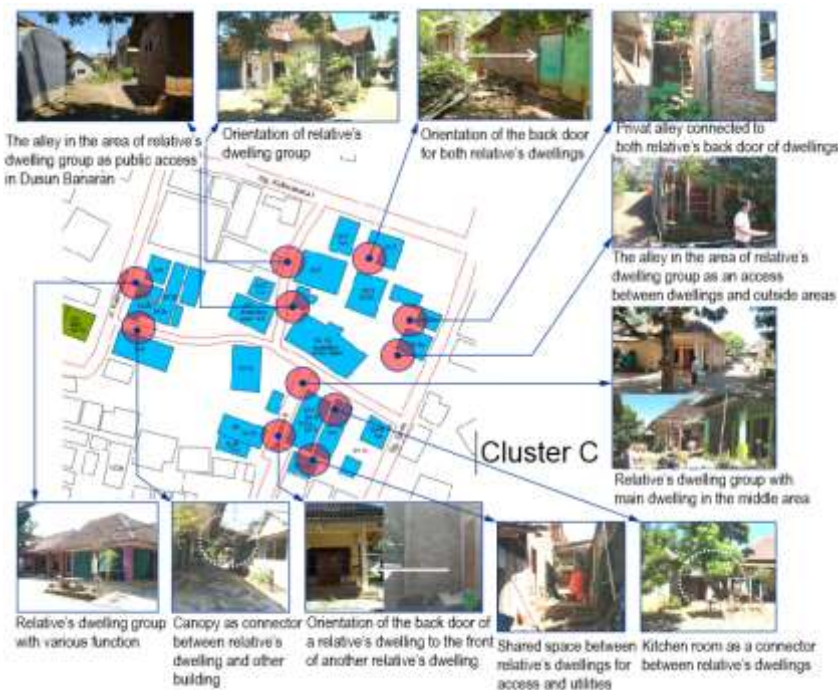 The alley in the area of relative's
dwelling group as public access
in Dusun Banaran
Orientation of relative's
dwelling group
Orientation of the back door
for both relative's dwellings
Privat alley connected to
both relative's back door of dwellings
The alley in the area of relative's
dwelling group as an access
between dwellings and outside areas
Cluster C
Relative's dwelling group with
main dwelling in the middle area
Relative's dwelling group
with various function
Canopy as connector
between relative's
dwelling and other
building
Orientation of the back door of
a relative's dwelling to the front
of another relative's dwelling
Shared space between
relative's dwellings for
access and utilities
Kitchen room as a connector
between relative's dwellings